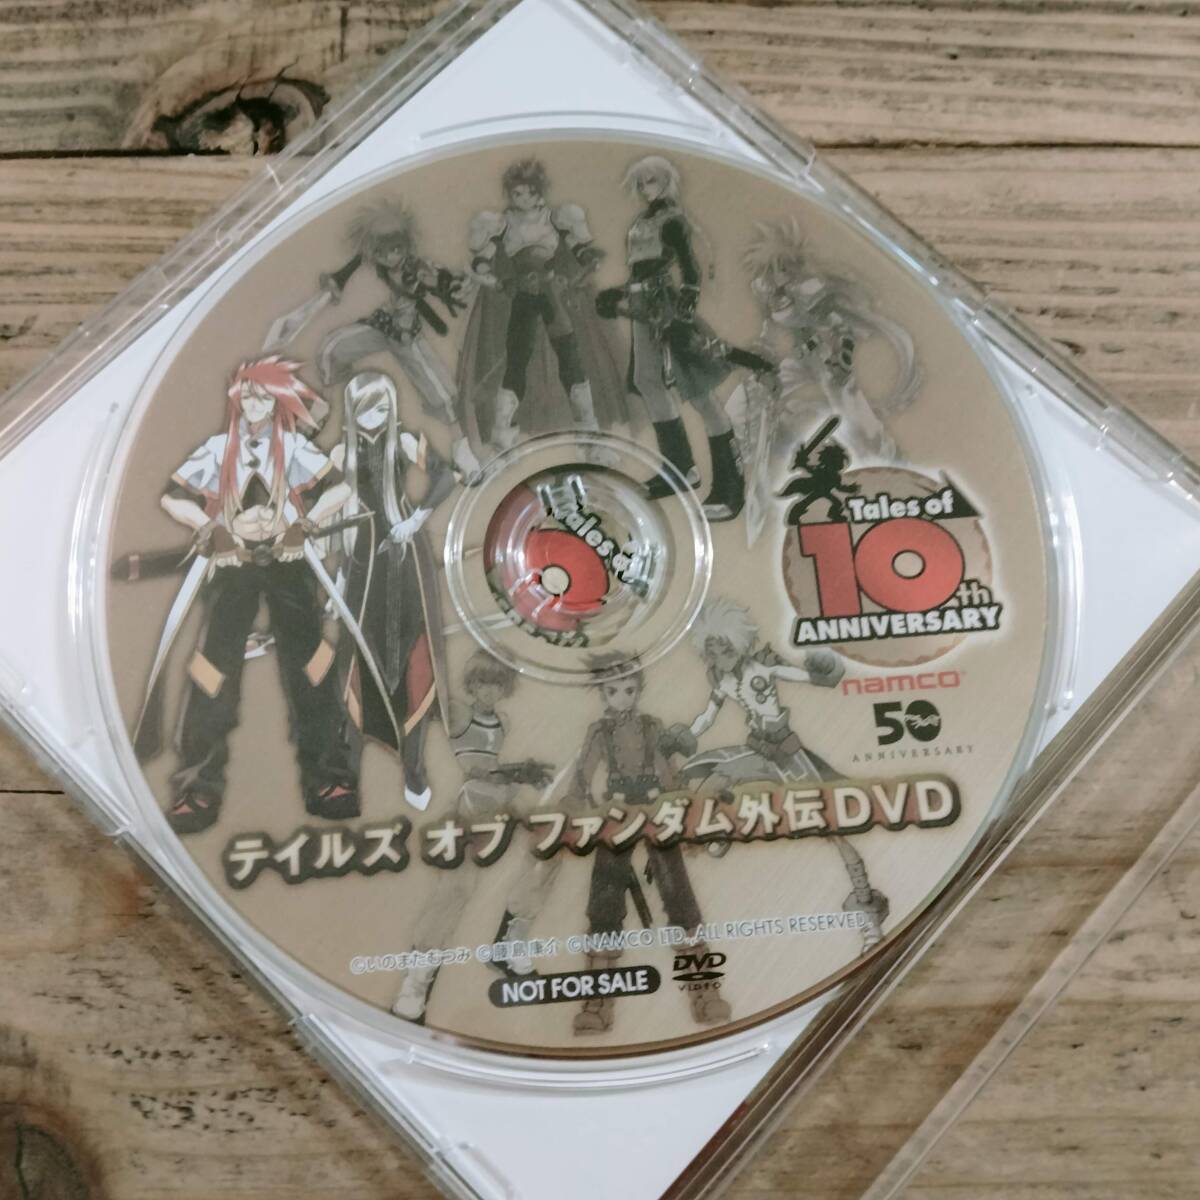 Tales of
10th
ANNIVERSARY
namco
50
ANNIVERSARY
Tales of
テイルズ オブ ファンダム外伝DVD
©いのまたむつみ ©藤島康介 ©NAMCO LTD.,ALL RIGHTS RESERVED.
NOT FOR SALE
DVD
VIDEO